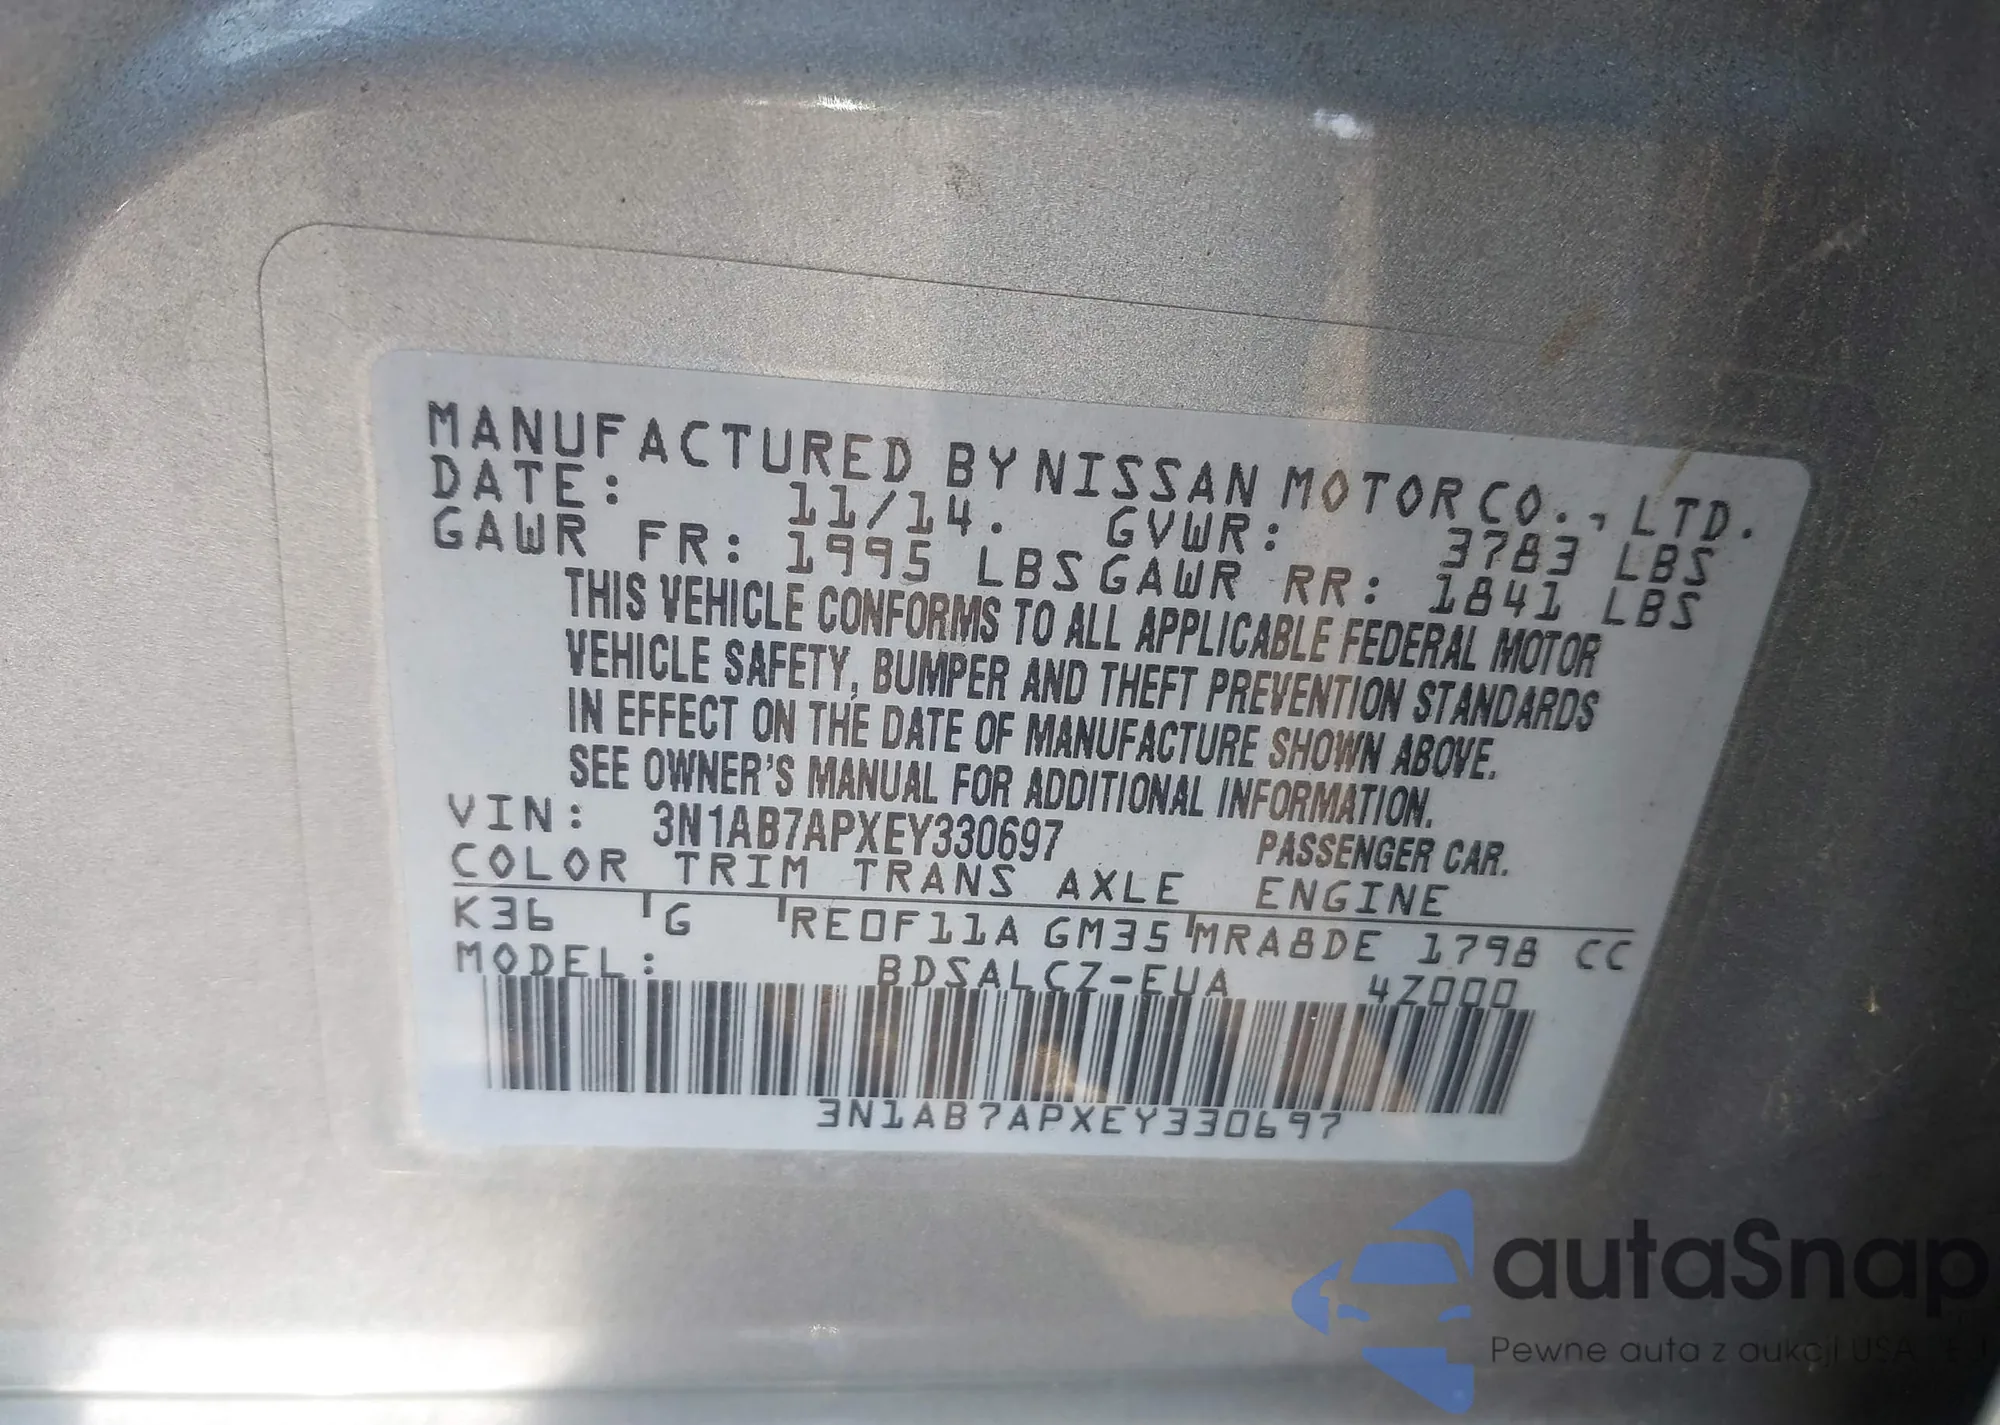 MANUFACTURED BY NISSAN MOTOR CO., LTD.
DATE: 11/14. GVWR: 3783 LBS
GAWR FR: 1995 LBS GAWR RR: 1841 LBS
THIS VEHICLE CONFORMS TO ALL APPLICABLE FEDERAL MOTOR
VEHICLE SAFETY, BUMPER AND THEFT PREVENTION STANDARDS
IN EFFECT ON THE DATE OF MANUFACTURE SHOWN ABOVE.
SEE OWNER'S MANUAL FOR ADDITIONAL INFORMATION.
VIN: 3N1AB7APXEY330697 PASSENGER CAR.
COLOR TRIM TRANS AXLE ENGINE
K36 G RE0F11A GM35 MRA8DE 1798 CC
MODEL: BDSALCZ-EUA 4Z000
3N1AB7APXEY330697
autaSnap
Pewne auta z aukcji USA